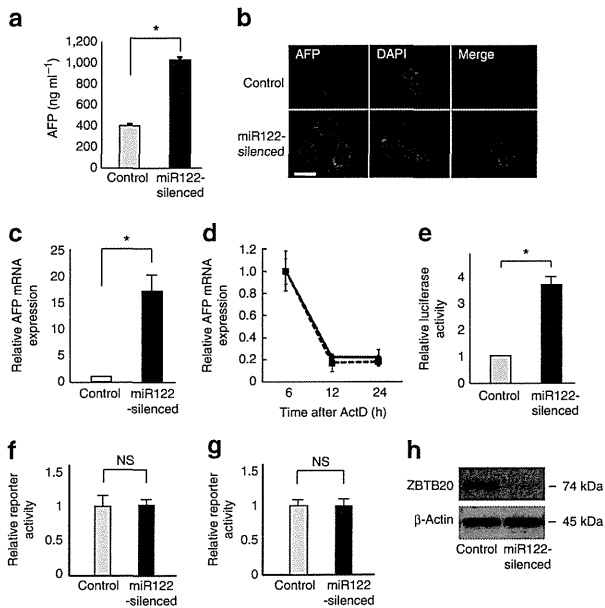 a
*
AFP (ng ml⁻¹)
1,200
1,000
800
600
400
200
0
Control
miR122-
silenced
b
AFP
DAPI
Merge
Control
miR122-
silenced
c
*
Relative AFP mRNA
expression
25
20
15
10
5
0
Control
miR122
-silenced
d
Relative AFP mRNA
expression
1.2
1.0
0.8
0.6
0.4
0.2
0
6
12
24
Time after ActD (h)
e
*
Relative luciferase
activity
4
3
2
1
0
Control
miR122-
silenced
f
NS
Relative reporter
activity
1.5
1
0.5
0
Control
miR122
-silenced
g
NS
Relative reporter
activity
1.5
1
0.5
0
Control
miR122
-silenced
h
ZBTB20
– 74 kDa
β-Actin
– 45 kDa
Control
miR122-
silenced